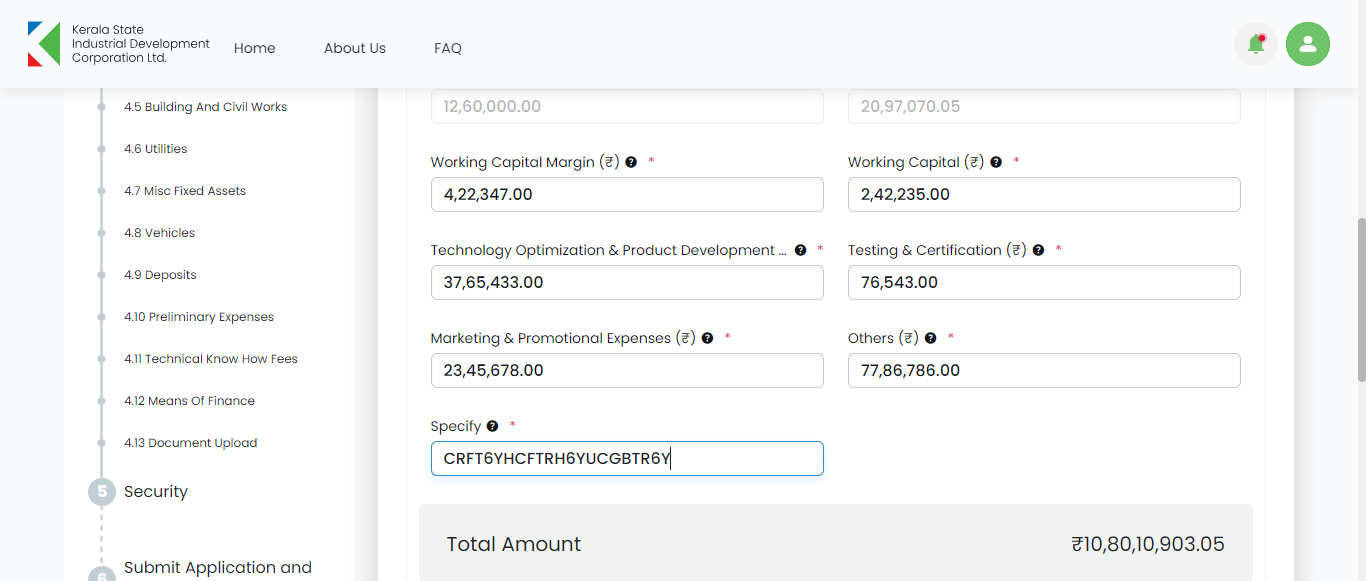 Kerala State
Industrial Development
Corporation Ltd.
Home
About Us
FAQ
4.5 Building And Civil Works
4.6 Utilities
4.7 Misc Fixed Assets
4.8 Vehicles
4.9 Deposits
4.10 Preliminary Expenses
4.11 Technical Know How Fees
4.12 Means Of Finance
4.13 Document Upload
5 Security
6 Submit Application and
12,60,000.00
20,97,070.05
Working Capital Margin (₹) ? *
Working Capital (₹) ? *
4,22,347.00
2,42,235.00
Technology Optimization & Product Development ... ? *
Testing & Certification (₹) ? *
37,65,433.00
76,543.00
Marketing & Promotional Expenses (₹) ? *
Others (₹) ? *
23,45,678.00
77,86,786.00
Specify ? *
CRFT6YHCFTRH6YUCGBTR6Y
Total Amount
₹10,80,10,903.05